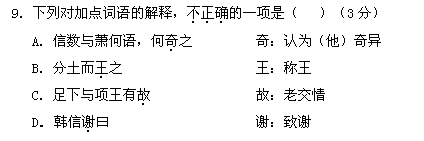 9. 下列对加点词语的解释，不正确的一项是（　　）（3分）
A. 信数与萧何语，何奇之　　奇：认为（他）奇异
B. 分土而王之　　王：称王
C. 足下与项王有故　　故：老交情
D. 韩信谢曰　　谢：致谢